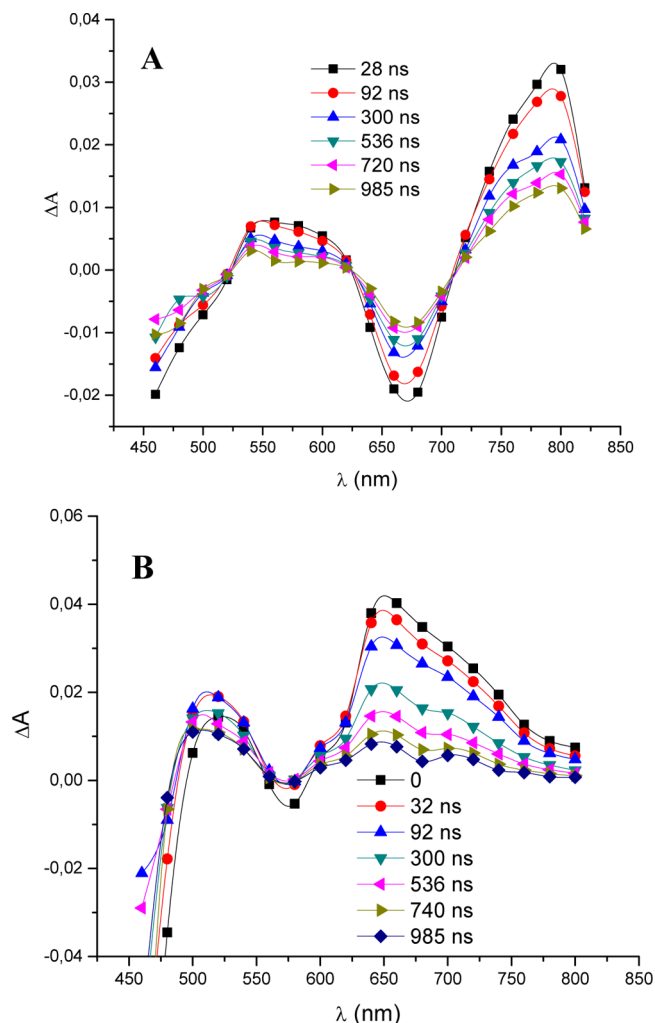 0,05
A
0,04
28 ns
92 ns
0,03
300 ns
536 ns
0,02
720 ns
985 ns
ΔA
0,01
0,00
-0,01
-0,02
450 500 550 600 650 700 750 800 850
λ (nm)
0,06
B
0,04
0,02
ΔA
0,00
0
32 ns
92 ns
-0,02
300 ns
536 ns
740 ns
985 ns
-0,04
450 500 550 600 650 700 750 800 850
λ (nm)